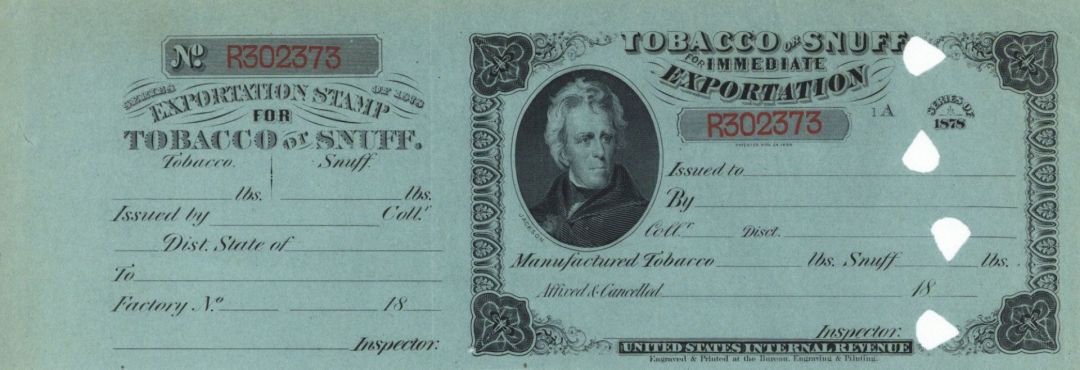 No R302373
SERIES OF 1878
EXPORTATION STAMP
FOR
TOBACCO or SNUFF.
Tobacco. Snuff.
lbs. lbs.
Issued by Coll.r
Dist. State of
To
Factory No. 18
Inspector.
TOBACCO or SNUFF
FOR IMMEDIATE
EXPORTATION
R302373
1A
SERIES OF
1878
JACKSON
Issued to
By
Coll.r Disct.
Manufactured Tobacco lbs. Snuff lbs.
Affixed & Cancelled 18
Inspector.
UNITED STATES INTERNAL REVENUE
Engraved & Printed at the Bureau, Engraving & Printing.